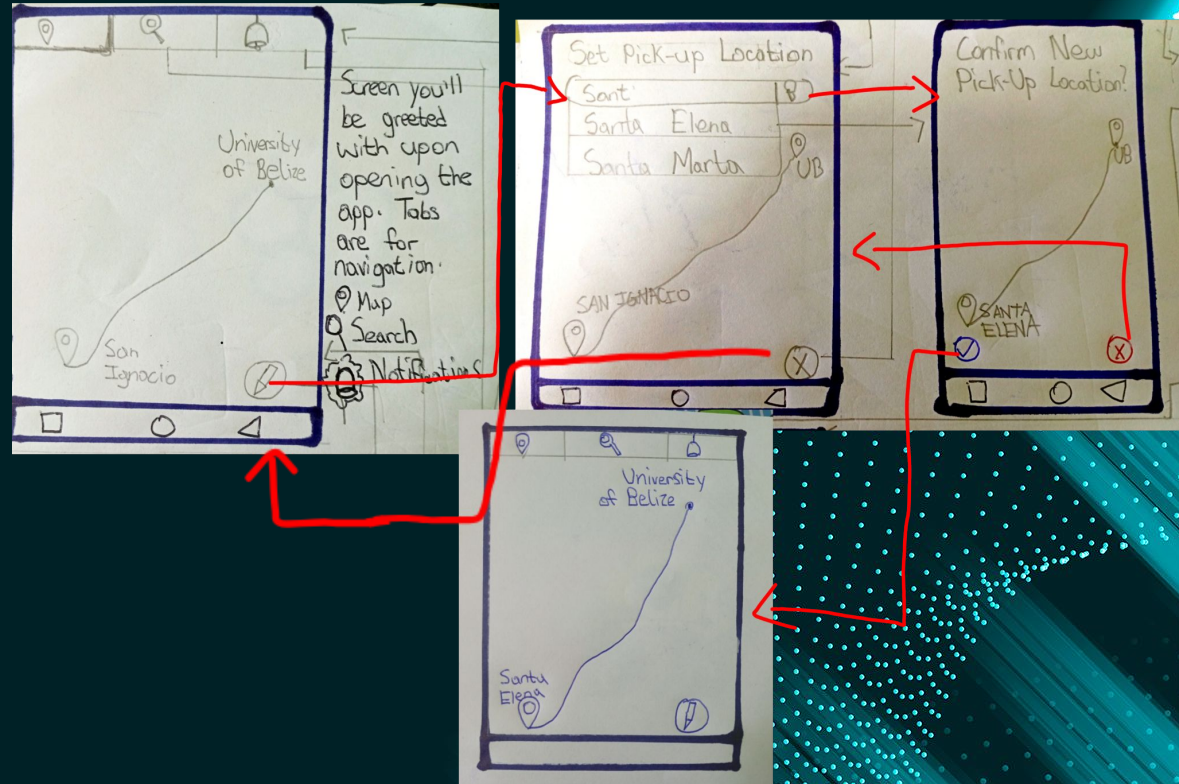 University
of Belize
San
Ignacio
Screen you'll
be greeted
with upon
opening the
app. Tabs
are for
navigation.
Map
Search
Notifications
Set Pick-up Location
Sant
Santa Elena
Santa Marta
UB
SAN IGNACIO
X
Confirm New
Pick-Up Location?
UB
SANTA
ELENA
X
University
of Belize
Santa
Elena